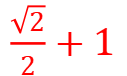 √2/2 + 1